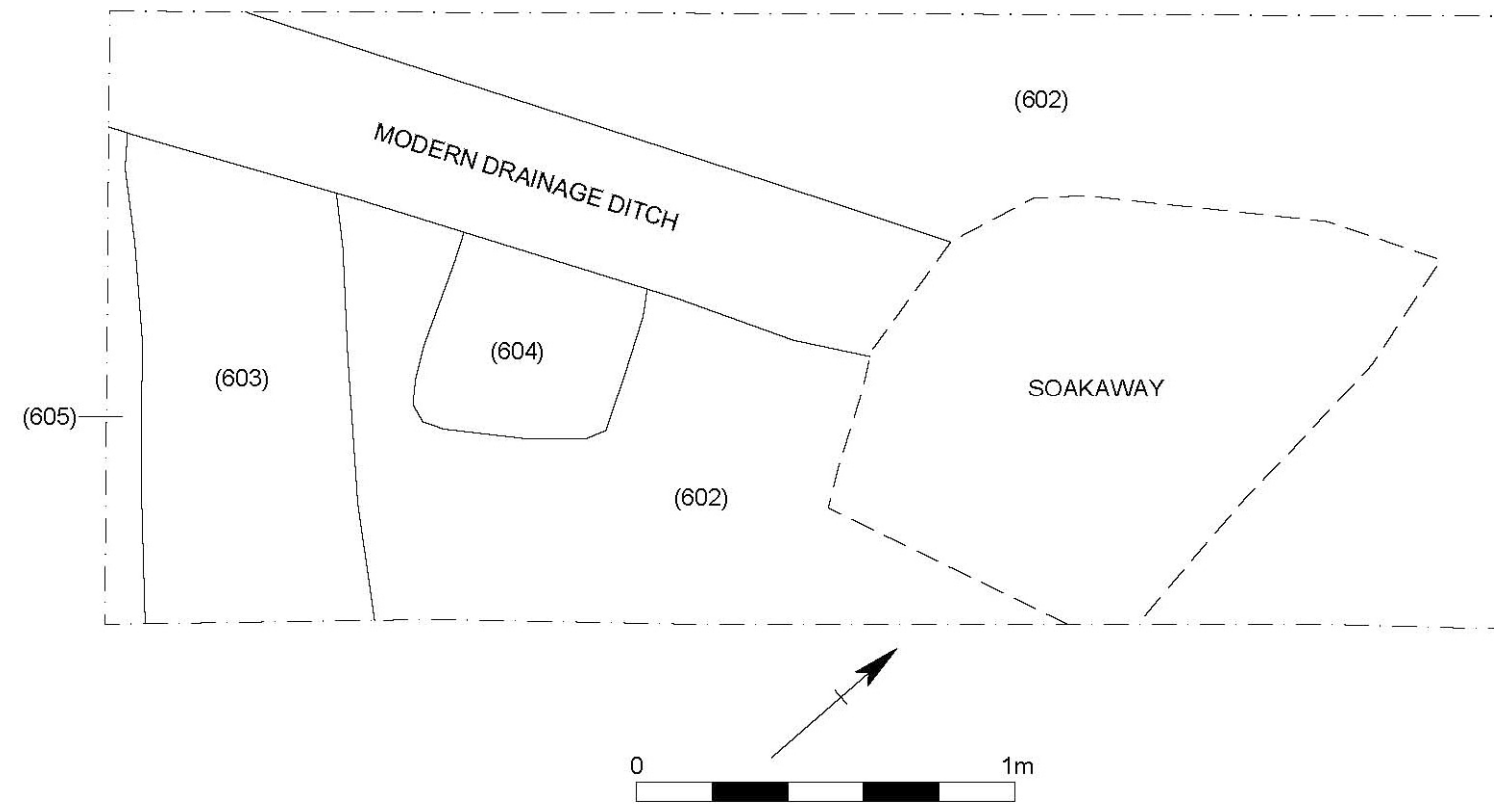 (602)
MODERN DRAINAGE DITCH
(604)
(603)
SOAKAWAY
(605)
(602)
0 1m